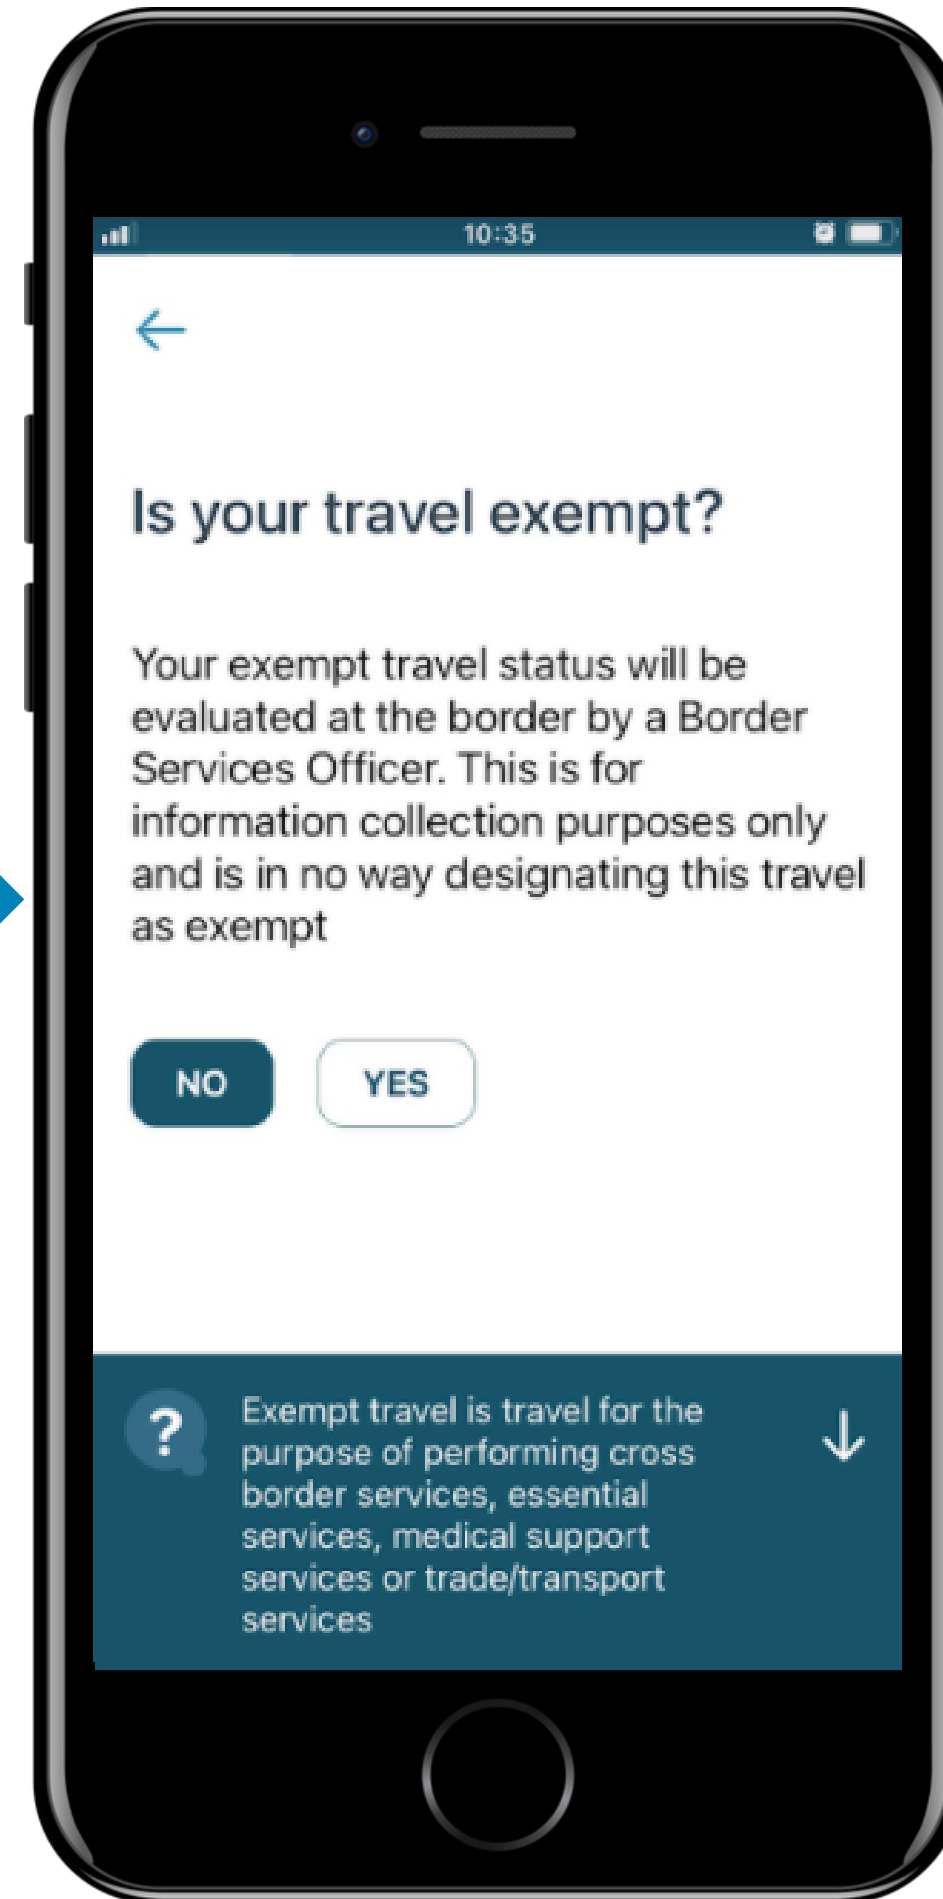 10:35
Is your travel exempt?
Your exempt travel status will be
evaluated at the border by a Border
Services Officer. This is for
information collection purposes only
and is in no way designating this travel
as exempt
NO YES
? Exempt travel is travel for the
purpose of performing cross
border services, essential
services, medical support
services or trade/transport
services